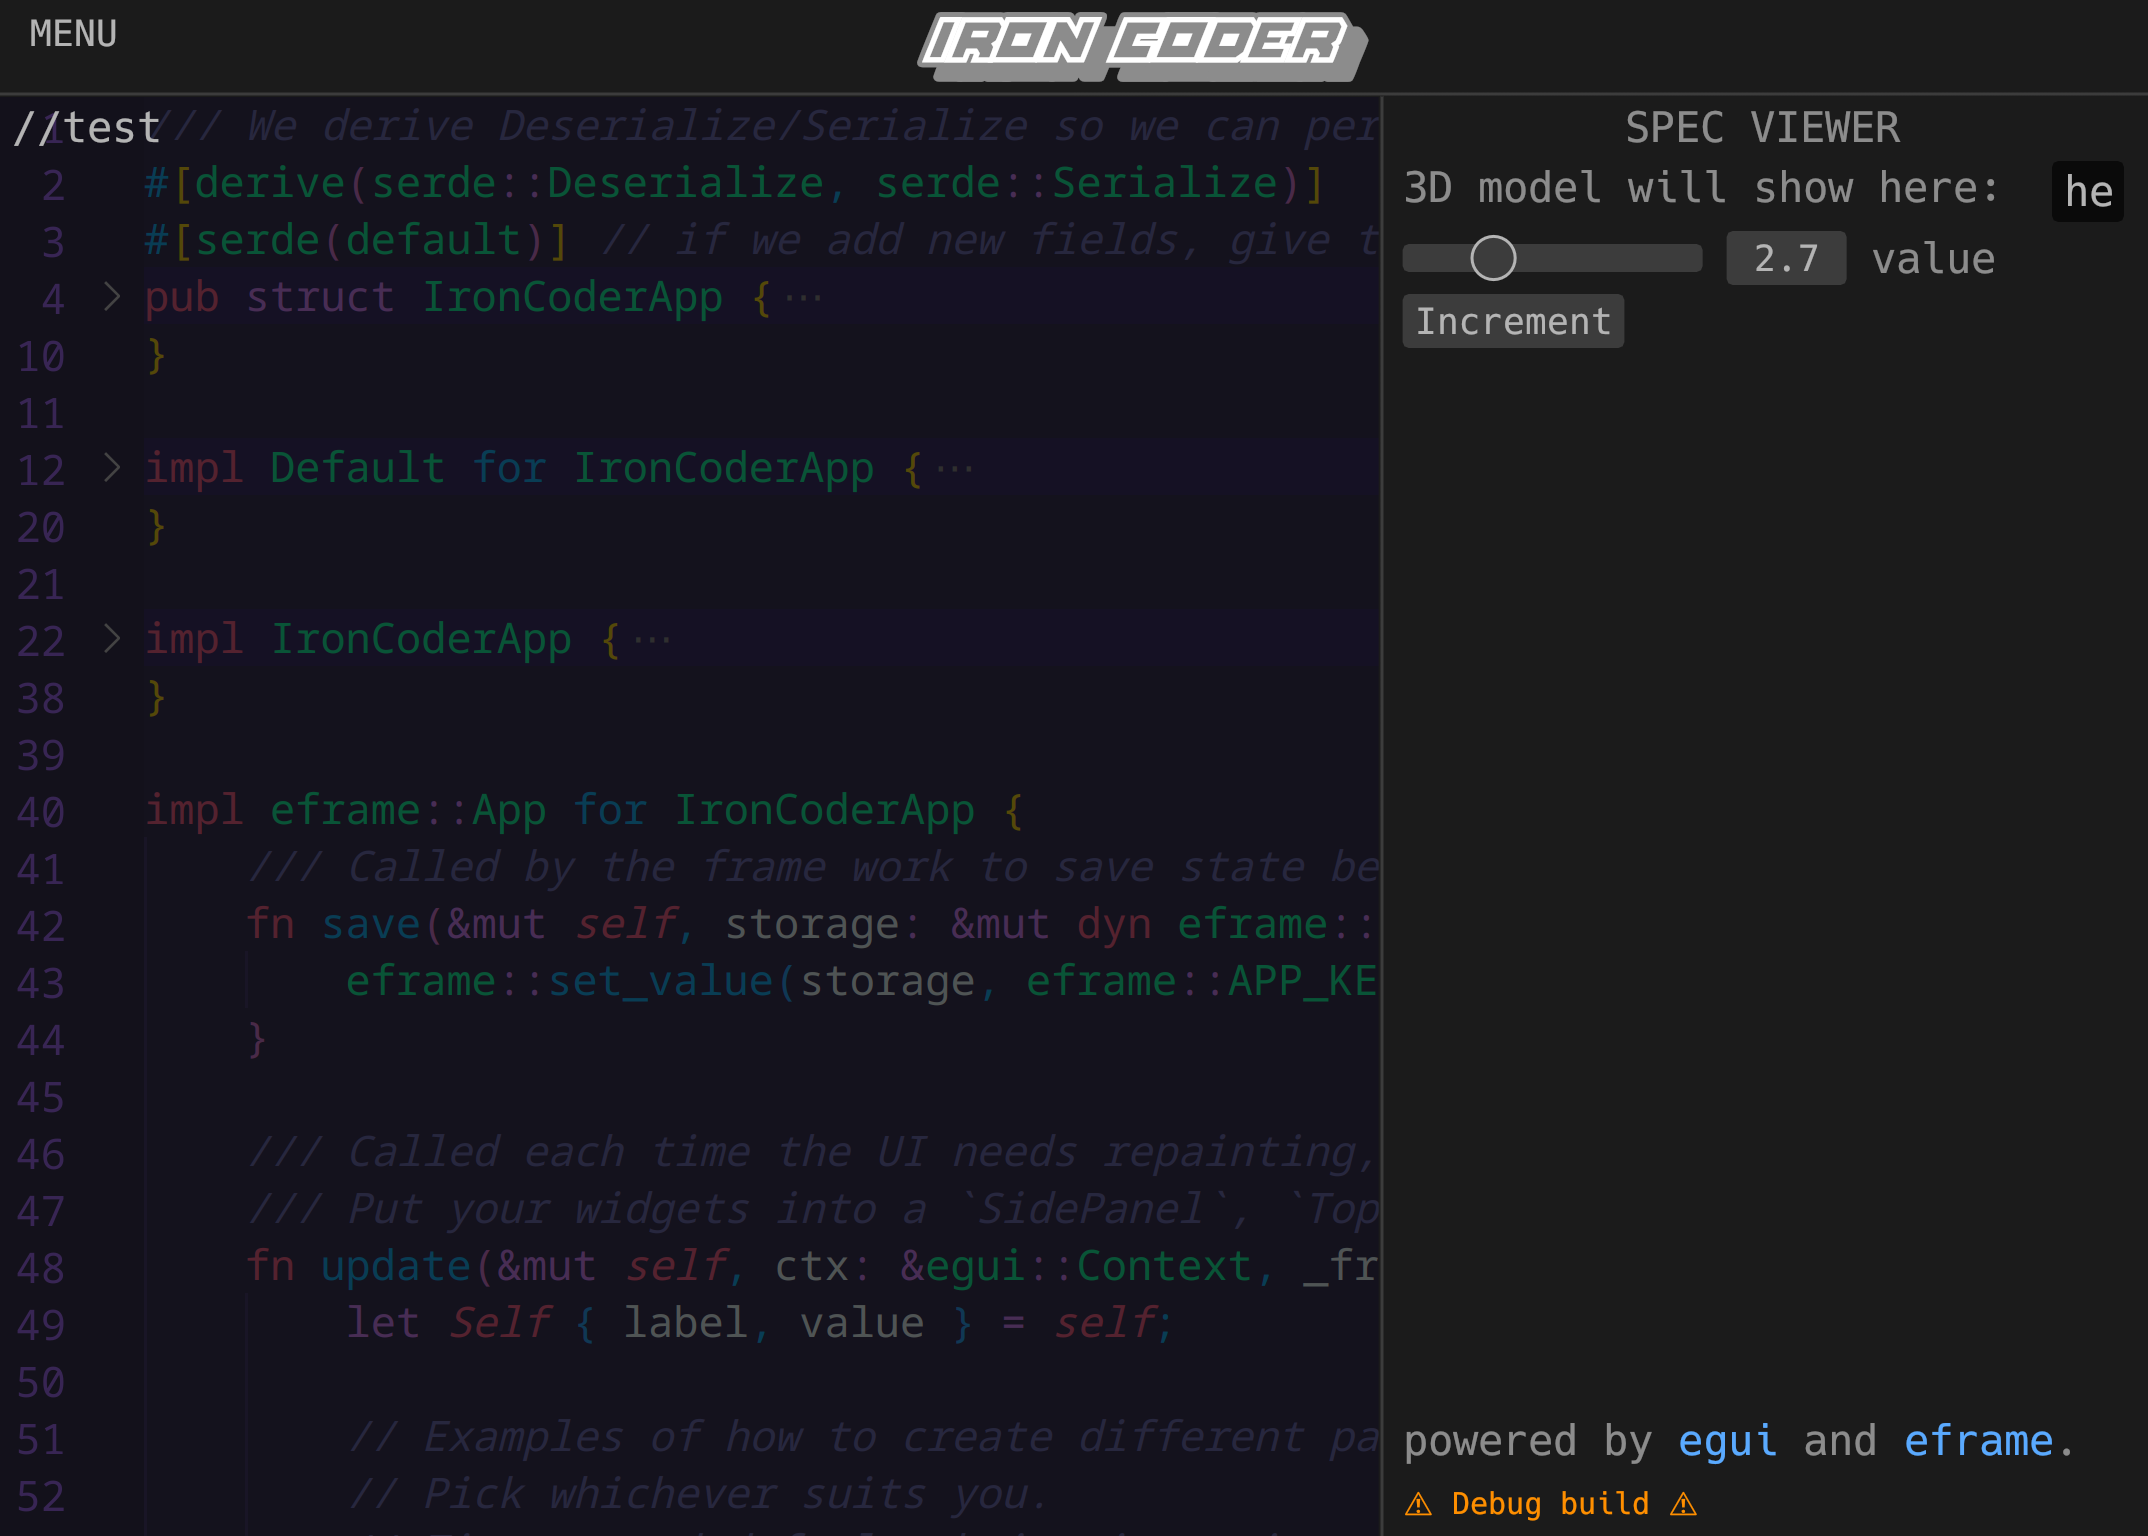 MENU
IRON CODER
//test
1 /// We derive Deserialize/Serialize so we can per
2 #[derive(serde::Deserialize, serde::Serialize)]
3 #[serde(default)] // if we add new fields, give t
4 > pub struct IronCoderApp { ⋯
10 }
11
12 > impl Default for IronCoderApp { ⋯
20 }
21
22 > impl IronCoderApp { ⋯
38 }
39
40 impl eframe::App for IronCoderApp {
41 /// Called by the frame work to save state be
42 fn save(&mut self, storage: &mut dyn eframe::
43 eframe::set_value(storage, eframe::APP_KE
44 }
45
46 /// Called each time the UI needs repainting,
47 /// Put your widgets into a `SidePanel`, `Top
48 fn update(&mut self, ctx: &egui::Context, _fr
49 let Self { label, value } = self;
50
51 // Examples of how to create different pa
52 // Pick whichever suits you.
SPEC VIEWER
3D model will show here: he
2.7 value
Increment
powered by egui and eframe.
⚠ Debug build ⚠